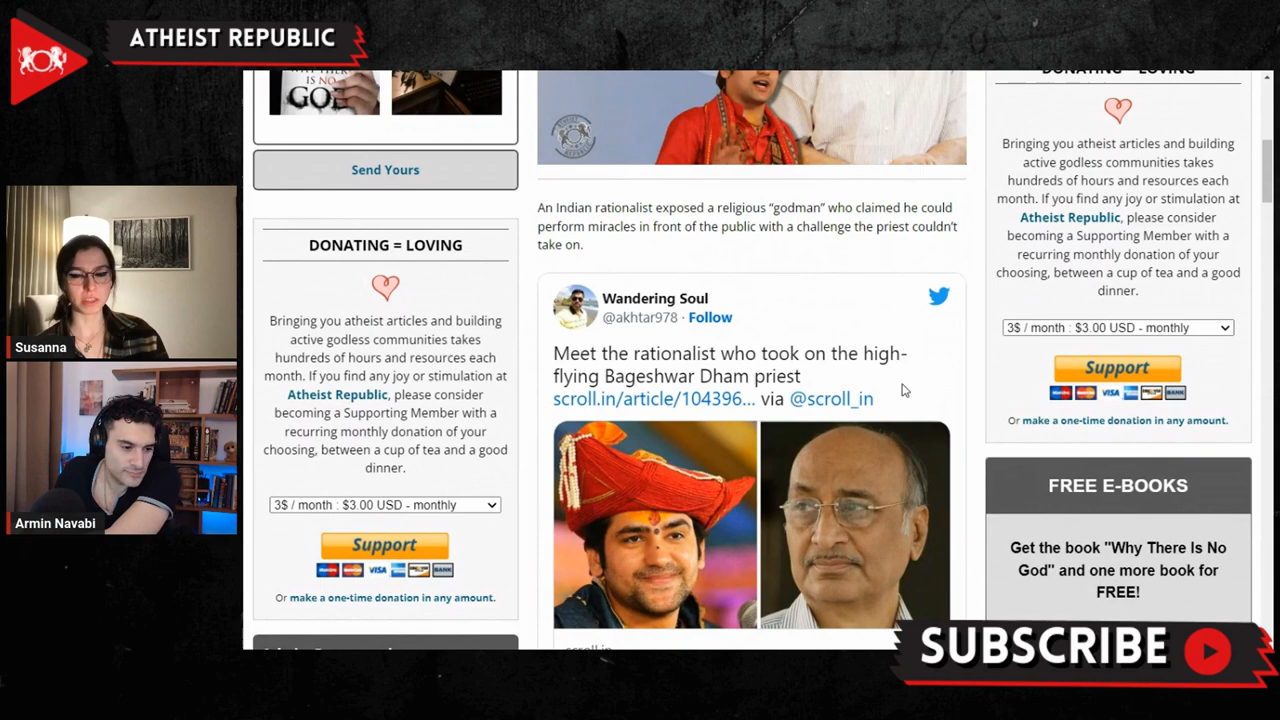 ATHEIST REPUBLIC
GOD
Send Yours
DONATING = LOVING
Bringing you atheist articles and building
active godless communities takes
hundreds of hours and resources each
month. If you find any joy or stimulation at
Atheist Republic, please consider
becoming a Supporting Member with a
recurring monthly donation of your
choosing, between a cup of tea and a good
dinner.
3$ / month : $3.00 USD - monthly
Support
VISA
BANK
Or make a one-time donation in any amount.
Susanna
Armin Navabi
An Indian rationalist exposed a religious “godman” who claimed he could
perform miracles in front of the public with a challenge the priest couldn’t
take on.
Wandering Soul
@akhtar978 · Follow
Meet the rationalist who took on the high-
flying Bageshwar Dham priest
scroll.in/article/104396... via @scroll_in
DONATING = LOVING
Bringing you atheist articles and building
active godless communities takes
hundreds of hours and resources each
month. If you find any joy or stimulation at
Atheist Republic, please consider
becoming a Supporting Member with a
recurring monthly donation of your
choosing, between a cup of tea and a good
dinner.
3$ / month : $3.00 USD - monthly
Support
VISA
BANK
Or make a one-time donation in any amount.
FREE E-BOOKS
Get the book "Why There Is No
God" and one more book for
FREE!
SUBSCRIBE